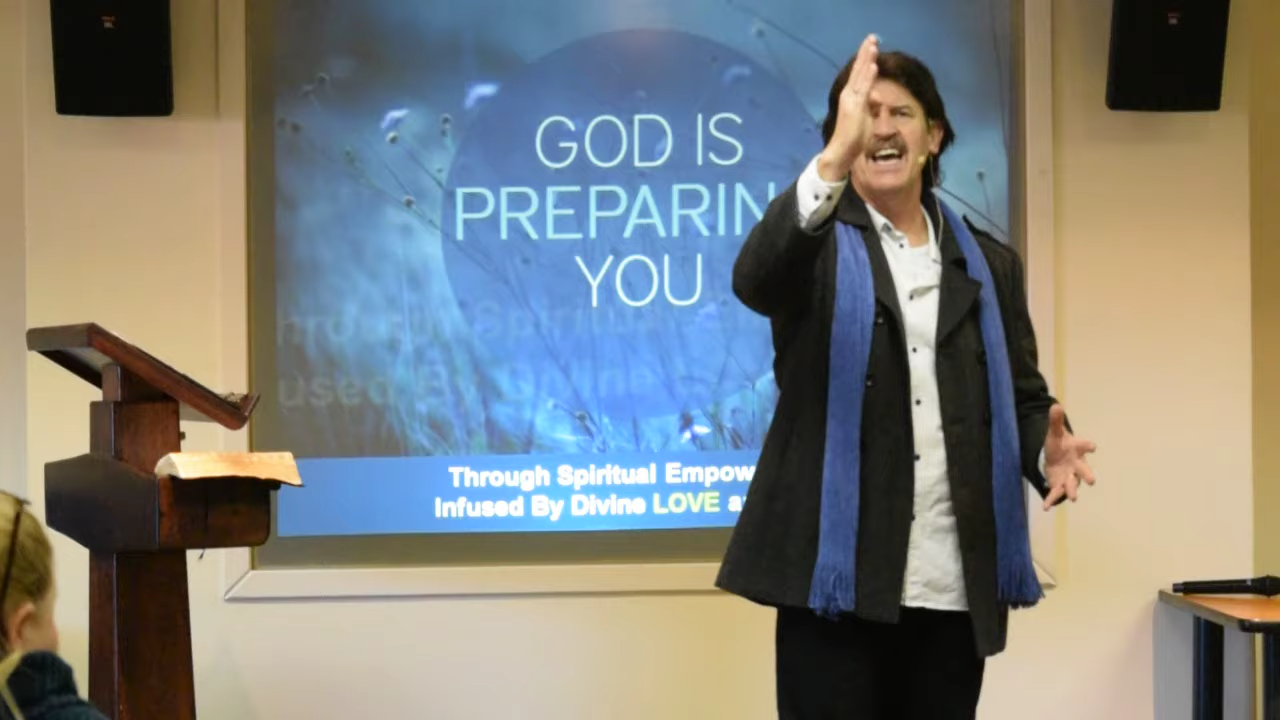 GOD IS
PREPARIN
YOU
Through Spiritual Empow
Infused By Divine LOVE a